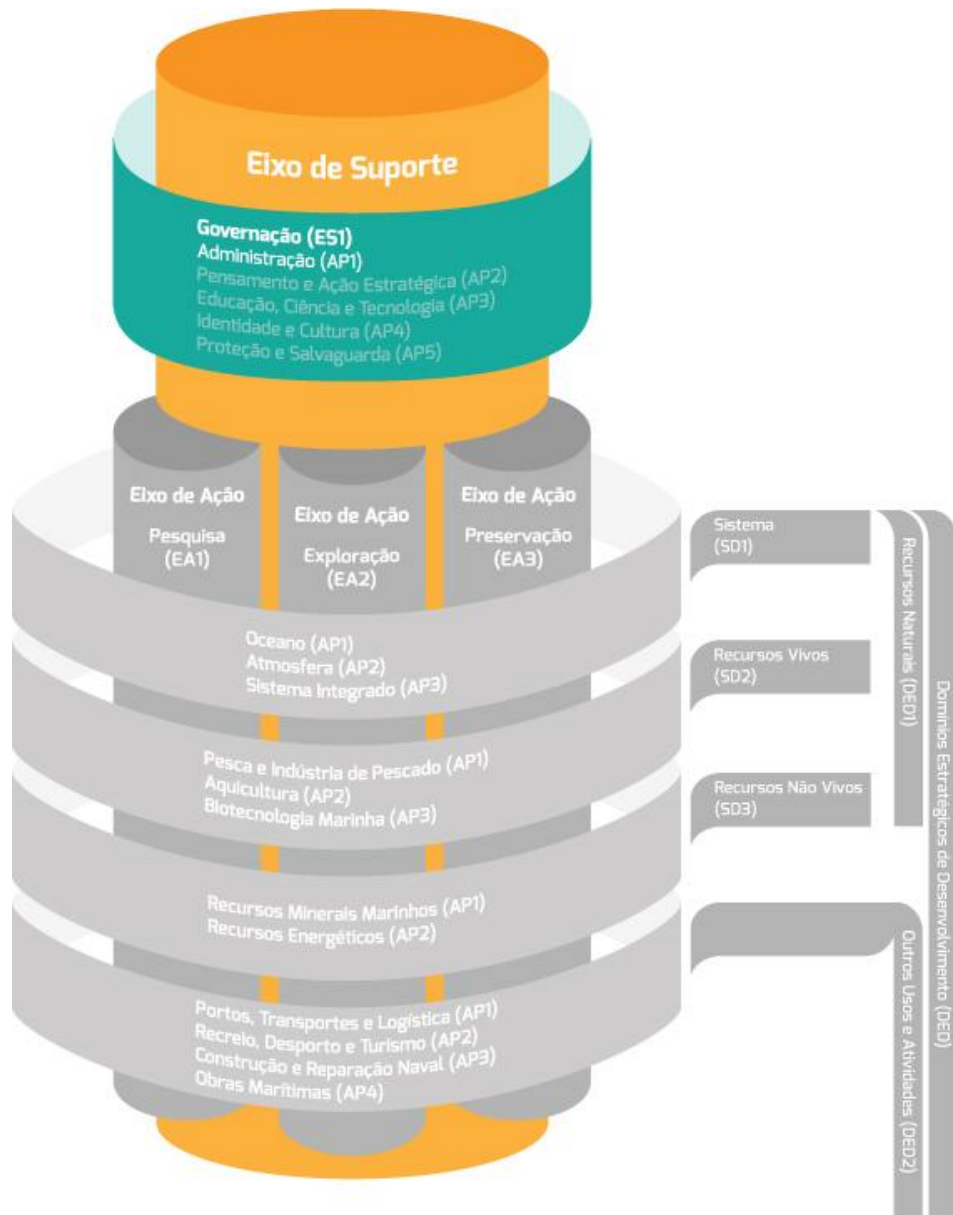 Eixo de Suporte
Governação (ES1)
Administração (AP1)
Pensamento e Ação Estratégica (AP2)
Educação, Ciência e Tecnologia (AP3)
Identidade e Cultura (AP4)
Proteção e Salvaguarda (AP5)
Eixo de Ação
Pesquisa
(EA1)
Eixo de Ação
Exploração
(EA2)
Eixo de Ação
Preservação
(EA3)
Oceano (AP1)
Atmosfera (AP2)
Sistema Integrado (AP3)
Pesca e Indústria de Pescado (AP1)
Aquicultura (AP2)
Biotecnologia Marinha (AP3)
Recursos Minerais Marinhos (AP1)
Recursos Energéticos (AP2)
Portos, Transportes e Logística (AP1)
Recreio, Desporto e Turismo (AP2)
Construção e Reparação Naval (AP3)
Obras Marítimas (AP4)
Sistema
(SD1)
Recursos Vivos
(SD2)
Recursos Não Vivos
(SD3)
Recursos Naturais (DED1)
Outros Usos e Atividades (DED2)
Domínios Estratégicos de Desenvolvimento (DED)